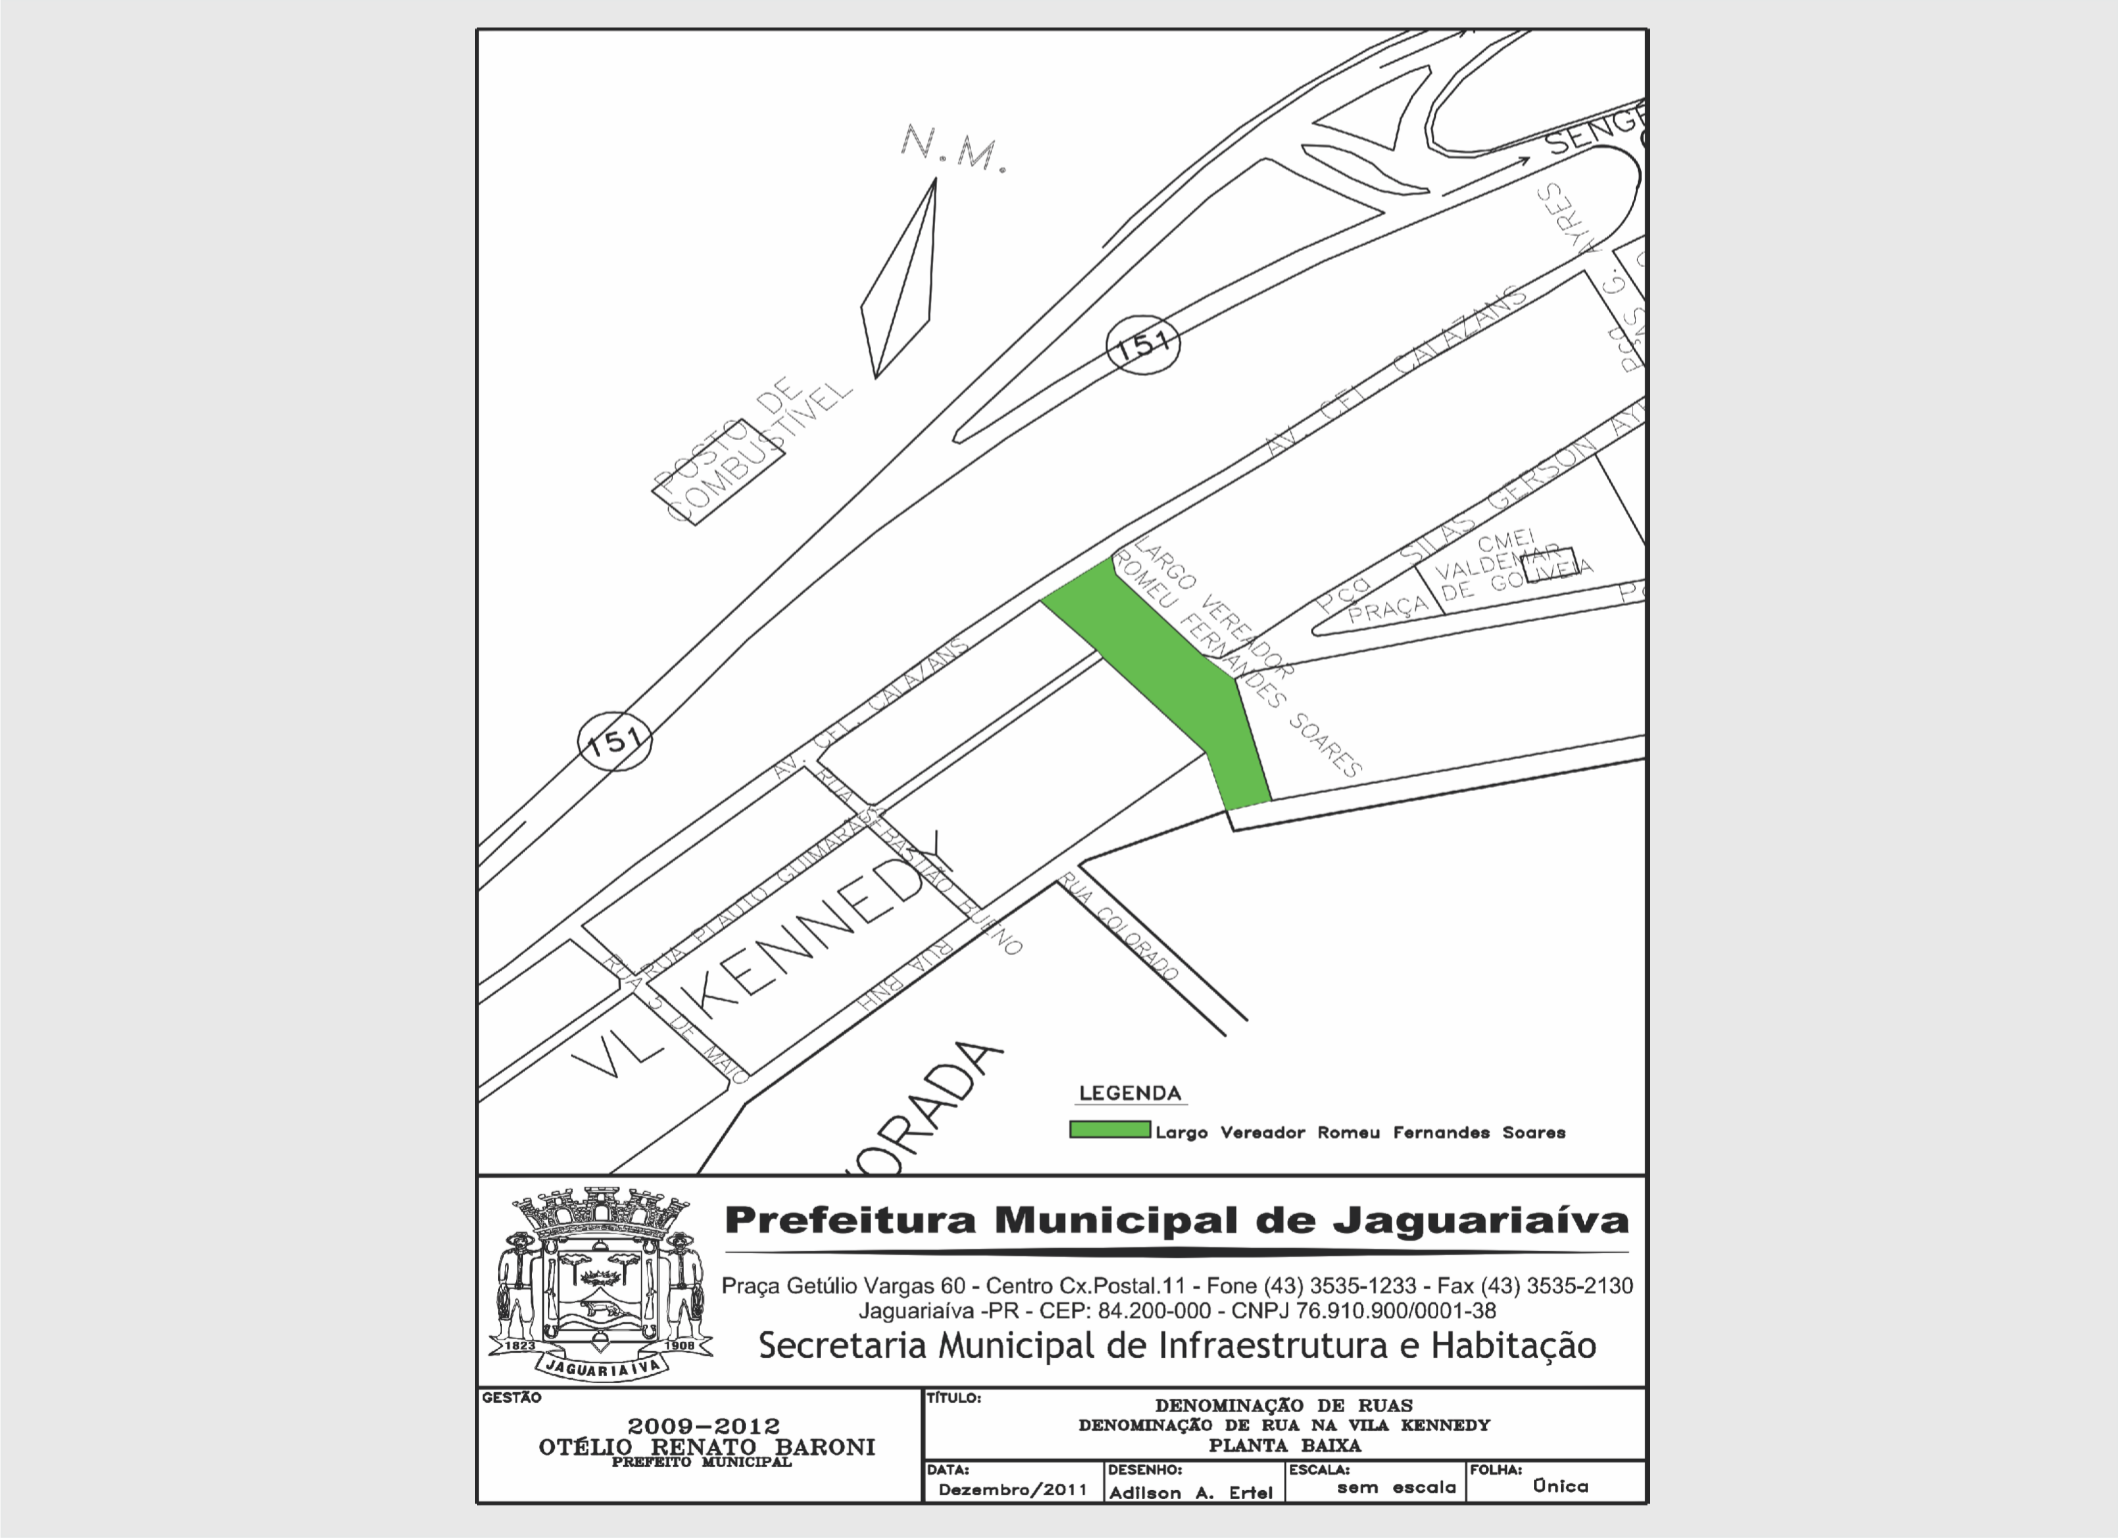 N.M.
SENGE
AYRES
G.
Pça
151
AV. CEL. CALAZANS
POSTO DE
COMBUSTÍVEL
Pça SILAS GERSON AYR
CMEI
VALDEMAR
DE GOUVEIA
PRAÇA
LARGO VEREADOR
ROMEU FERNANDES SOARES
AV. CEL. CALAZANS
151
RUA SEBASTIÃO BUENO
RUA PLAUTO GUIMARÃES
VL KENNEDY
RUA COLORADO
RUA BNH
RUA 5 DE MAIO
ORADA
LEGENDA
Largo Vereador Romeu Fernandes Soares
Prefeitura Municipal de Jaguariaíva
Praça Getúlio Vargas 60 - Centro Cx.Postal.11 - Fone (43) 3535-1233 - Fax (43) 3535-2130
Jaguariaíva -PR - CEP: 84.200-000 - CNPJ 76.910.900/0001-38
Secretaria Municipal de Infraestrutura e Habitação
1823 1908
JAGUARIAÍVA
GESTÃO
2009-2012
OTÉLIO RENATO BARONI
PREFEITO MUNICIPAL
TÍTULO:
DENOMINAÇÃO DE RUAS
DENOMINAÇÃO DE RUA NA VILA KENNEDY
PLANTA BAIXA
DATA:
Dezembro/2011
DESENHO:
Adilson A. Ertel
ESCALA:
sem escala
FOLHA:
Única